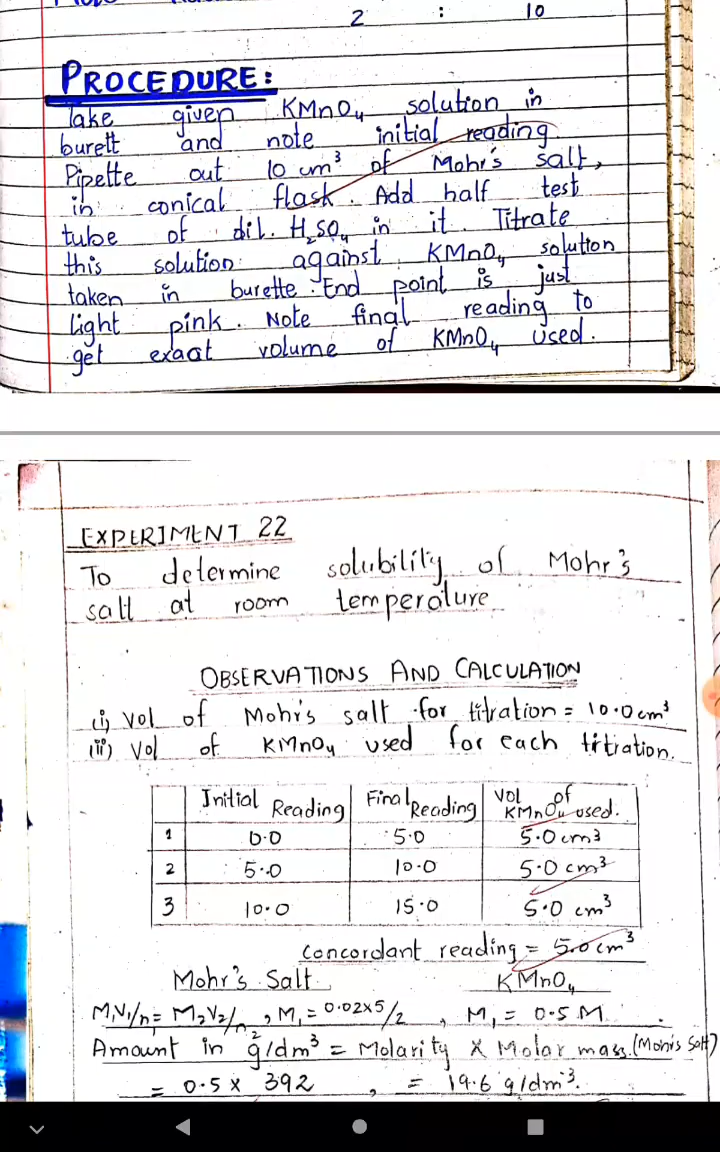 2 : 10
PROCEDURE:
Take given KMnO₄ solution in
burett and note initial reading
Pipette out 10 cm³ of Mohr's salt,
in conical flask. Add half test
tube of dil. H₂SO₄ in it. Titrate
this solution against KMnO₄ solution
taken in burette. End point is just
light pink. Note final reading to
get exaat volume of KMnO₄ used.
EXPERIMENT 22
To determine solubility of Mohr's
salt at room temperature
OBSERVATIONS AND CALCULATION
(i) vol of Mohr's salt for titration = 10.0 cm³
(ii) vol of KMnO₄ used for each titration.
Initial Reading Final Reading vol of KMnO₄ used.
1 0.0 5.0 5.0 cm³
2 5.0 10.0 5.0 cm³
3 10.0 15.0 5.0 cm³
concordant reading = 5.0 cm³
Mohr's Salt KMnO₄
M₁V₁/n₁ = M₂V₂/n₂, M₁ = 0.02×5/2, M₁ = 0.5 M
Amount in g/dm³ = Molarity × Molar mass. (Mohr's Salt)
= 0.5 × 392, = 19.6 g/dm³.